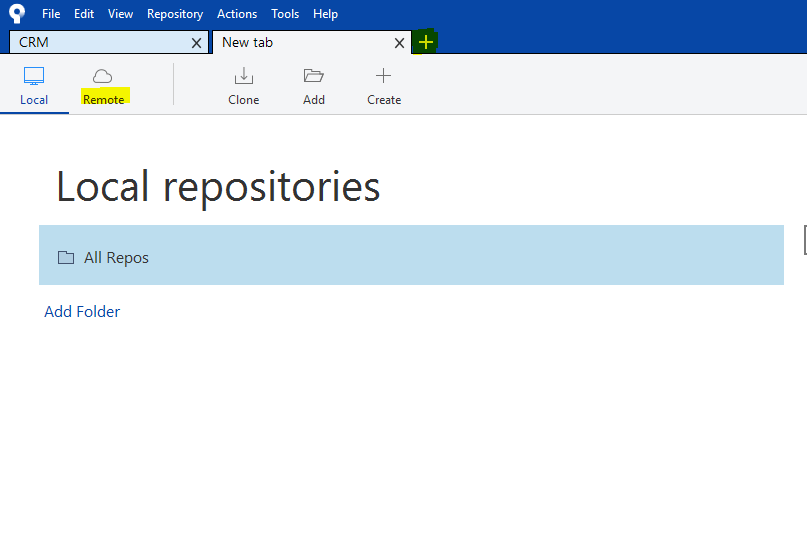 File Edit View Repository Actions Tools Help
CRM New tab
Local Remote Clone Add Create
Local repositories
All Repos
Add Folder